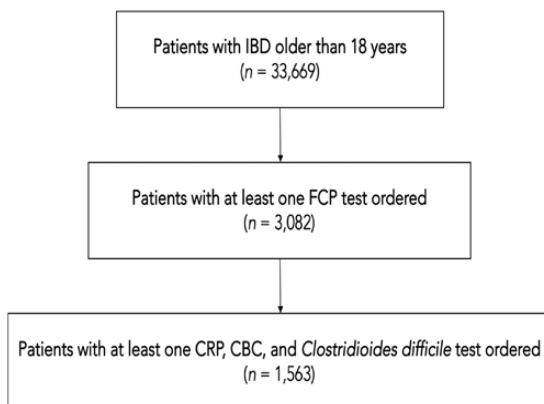 Patients with IBD older than 18 years
(n = 33,669)
Patients with at least one FCP test ordered
(n = 3,082)
Patients with at least one CRP, CBC, and Clostridioides difficile test ordered
(n = 1,563)